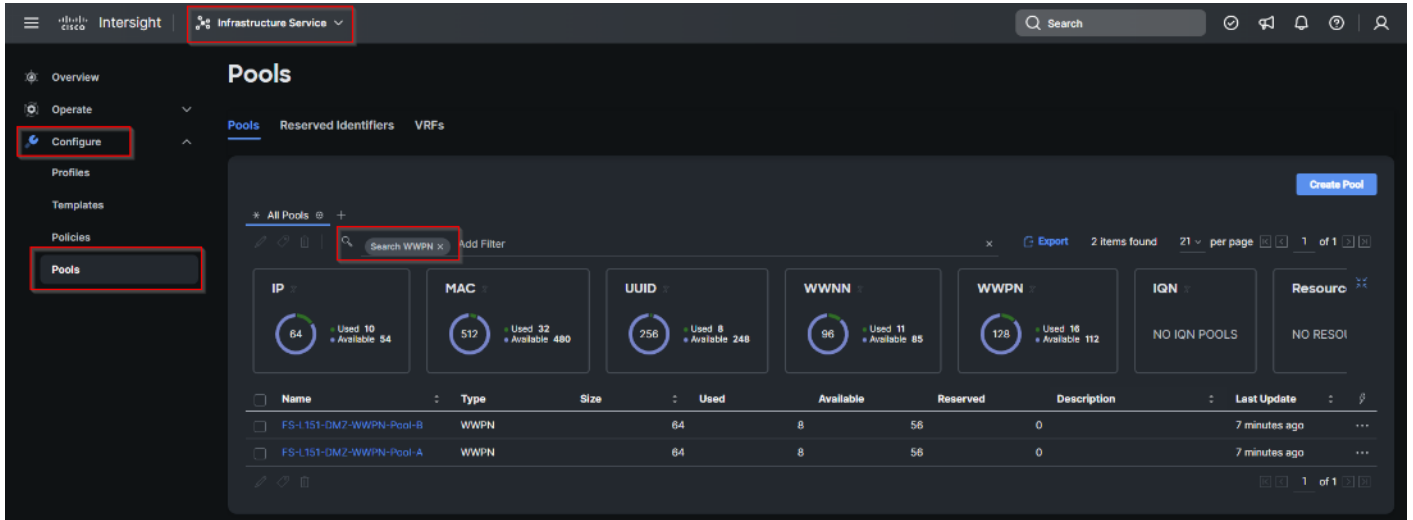 cisco Intersight Infrastructure Service Search
Overview
Operate
Configure
Profiles
Templates
Policies
Pools
Pools
Pools Reserved Identifiers VRFs
Create Pool
All Pools
Search WWPN × Add Filter × Export 2 items found 21 per page 1 of 1
IP
64
Used 10
Available 54
MAC
512
Used 32
Available 480
UUID
256
Used 8
Available 248
WWNN
96
Used 11
Available 85
WWPN
128
Used 16
Available 112
IQN
NO IQN POOLS
Resourc
NO RESOU
Name Type Size Used Available Reserved Description Last Update
FS-L151-DMZ-WWPN-Pool-B WWPN 64 8 56 0 7 minutes ago ...
FS-L151-DMZ-WWPN-Pool-A WWPN 64 8 56 0 7 minutes ago ...
1 of 1